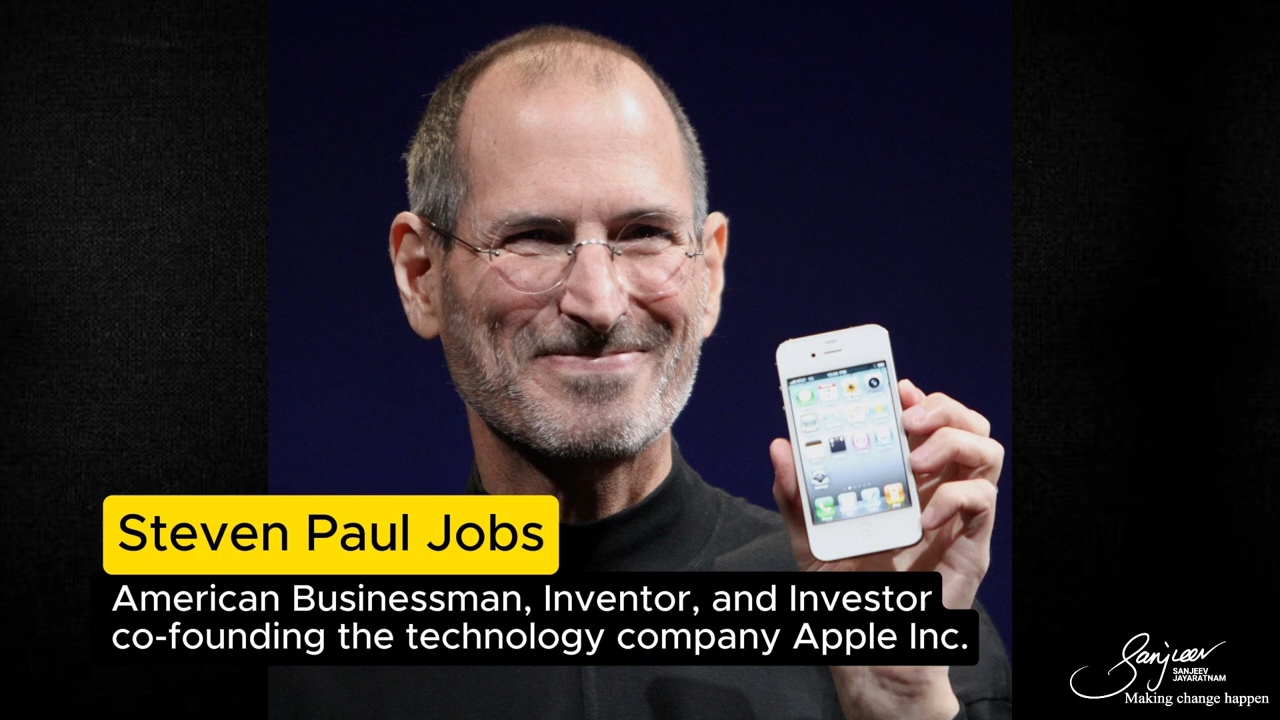 Steven Paul Jobs
American Businessman, Inventor, and Investor
co-founding the technology company Apple Inc.
Sanjeev
SANJEEV
JAYARATNAM
Making change happen